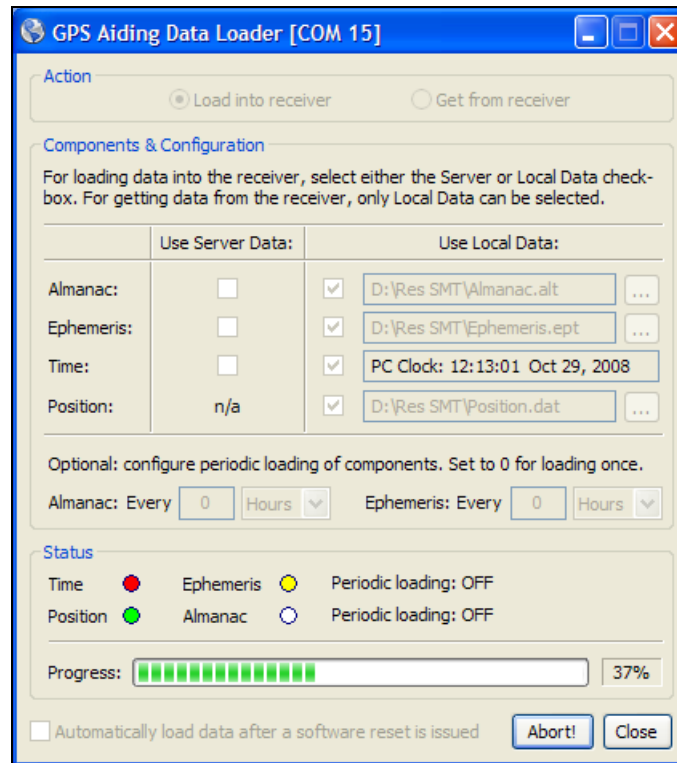 GPS Aiding Data Loader [COM 15]
Action
Load into receiver Get from receiver
Components & Configuration
For loading data into the receiver, select either the Server or Local Data check-
box. For getting data from the receiver, only Local Data can be selected.
Use Server Data: Use Local Data:
Almanac: D:\Res SMT\Almanac.alt ...
Ephemeris: D:\Res SMT\Ephemeris.ept ...
Time: PC Clock: 12:13:01 Oct 29, 2008
Position: n/a D:\Res SMT\Position.dat ...
Optional: configure periodic loading of components. Set to 0 for loading once.
Almanac: Every 0 Hours Ephemeris: Every 0 Hours
Status
Time Ephemeris Periodic loading: OFF
Position Almanac Periodic loading: OFF
Progress: 37%
Automatically load data after a software reset is issued Abort! Close